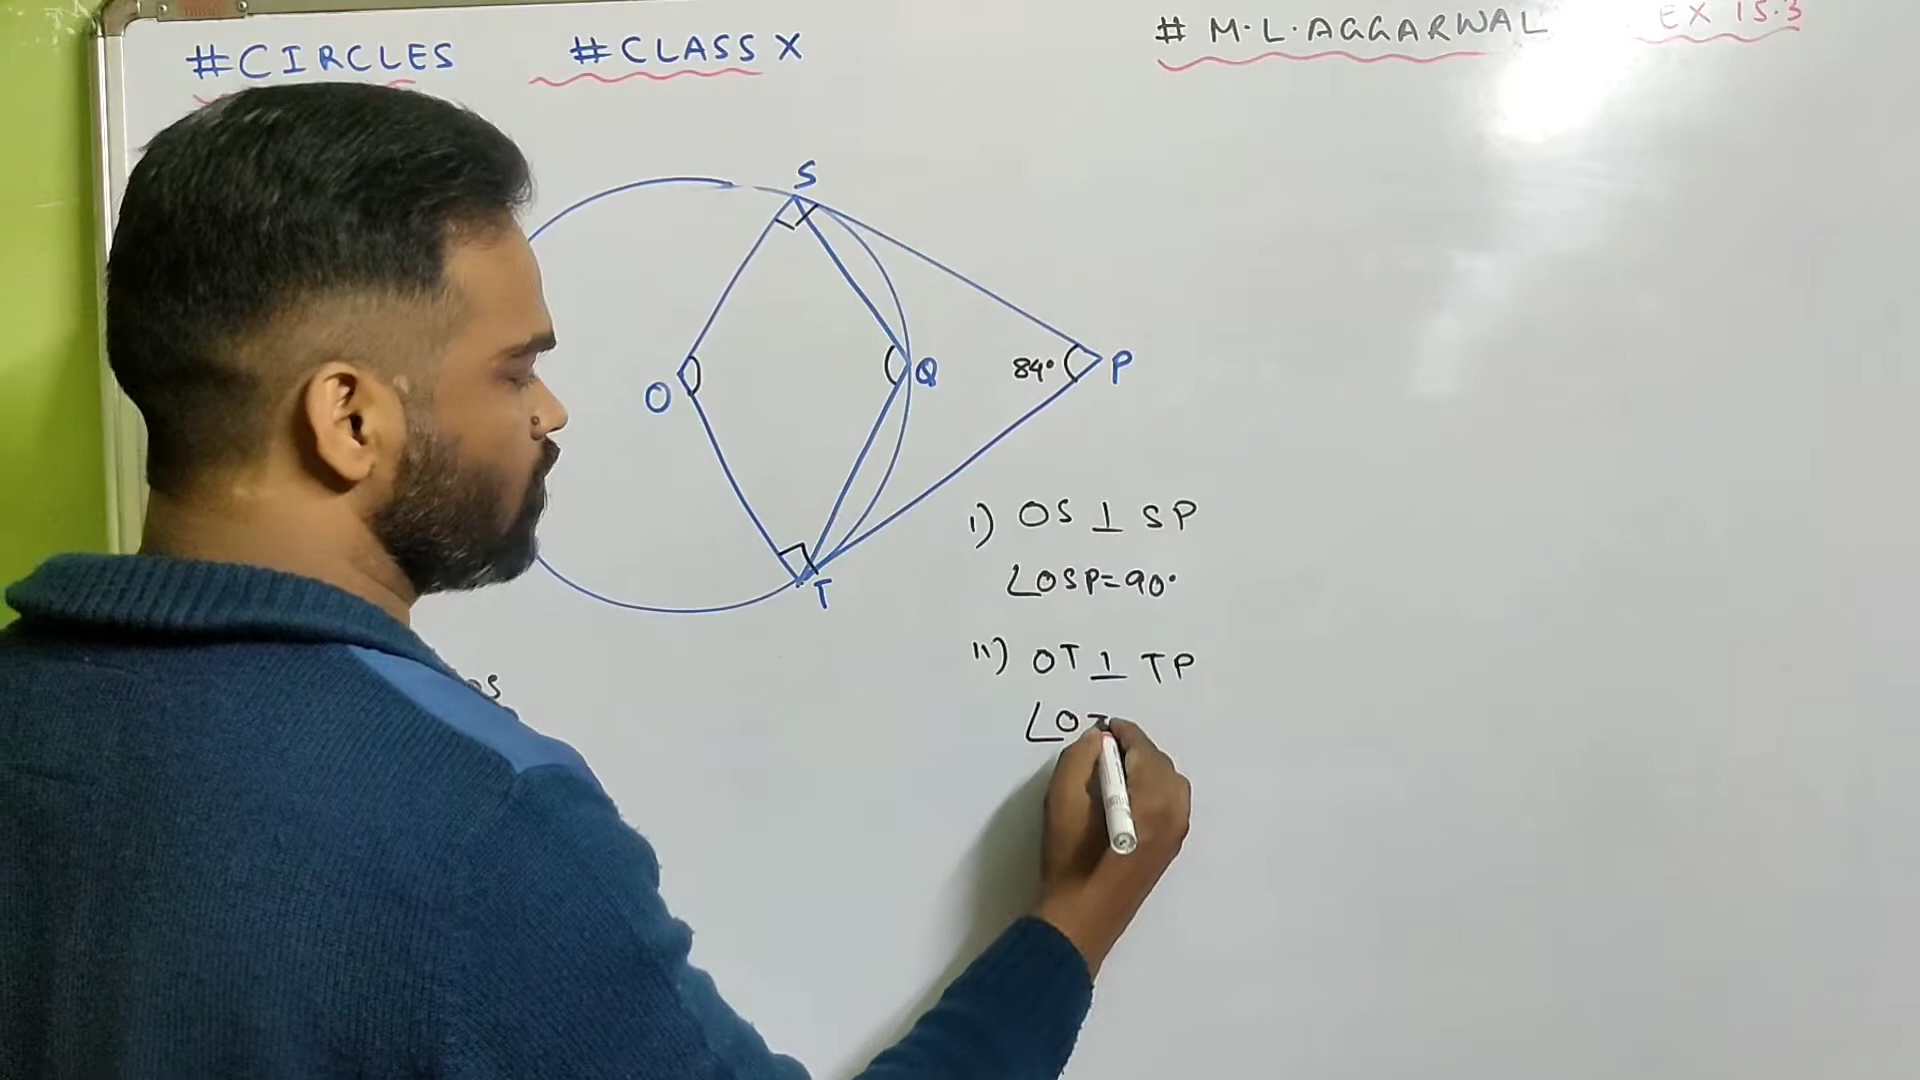 #CIRCLES #CLASS X
# M.L.AGGARWAL EX 15.3
S
O
Q
84°
P
T
i) OS ⊥ SP
∠OSP=90°
ii) OT ⊥ TP
∠OT